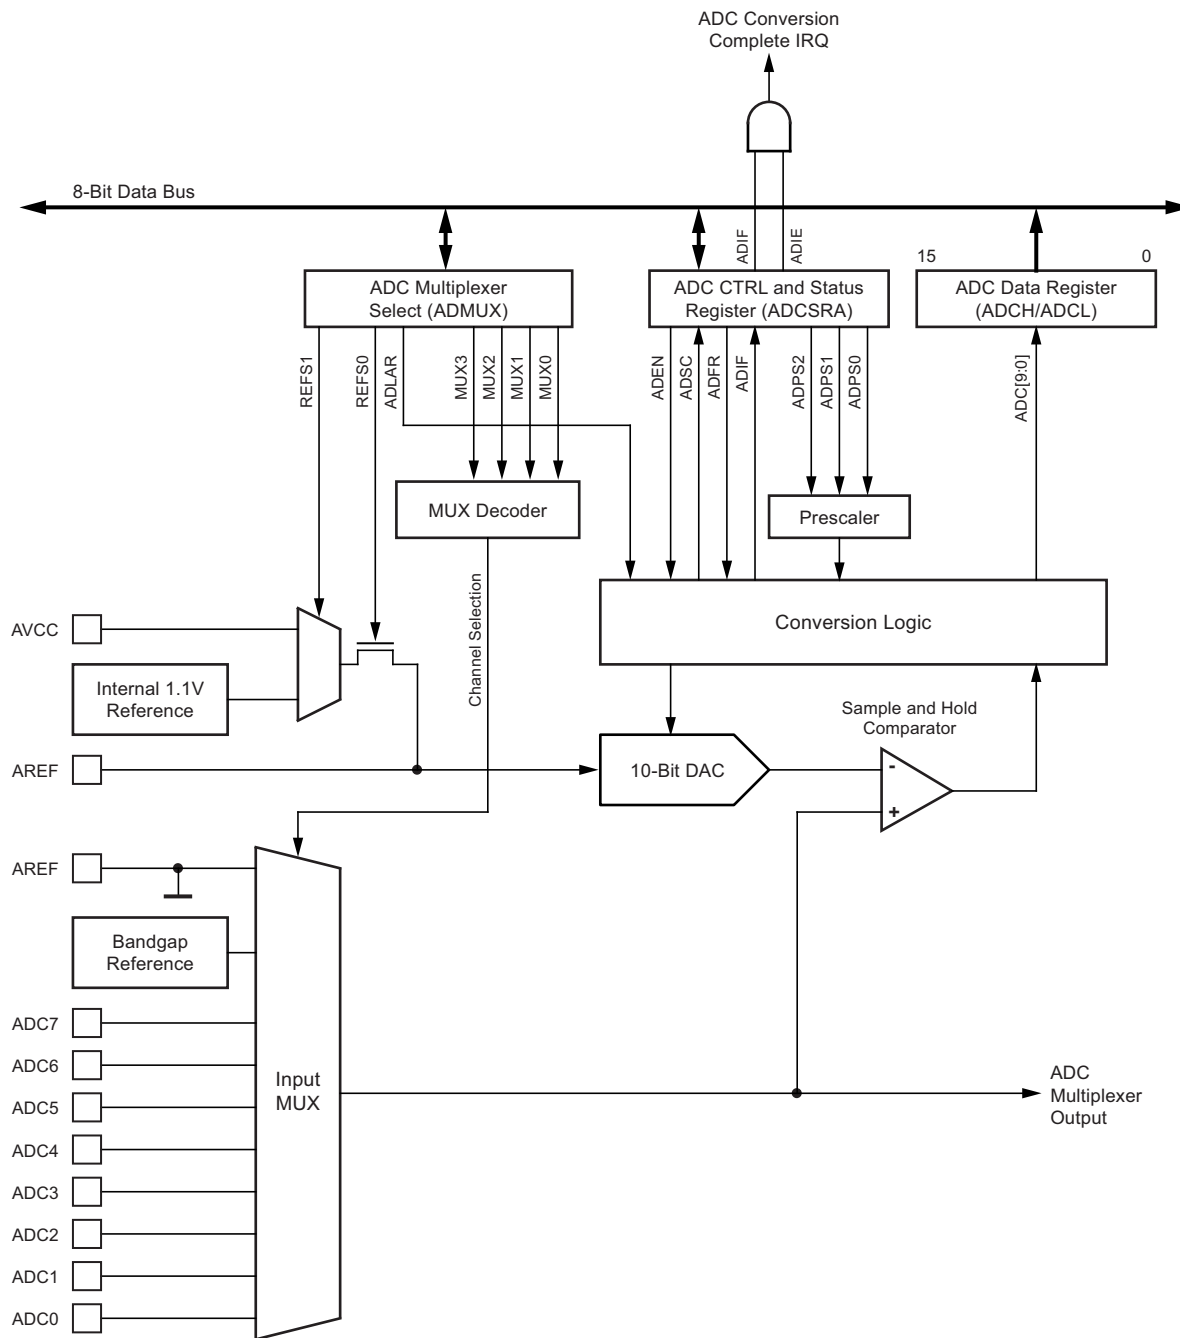 ADC Conversion
Complete IRQ
8-Bit Data Bus
ADIF
ADIE
15
0
ADC Multiplexer
Select (ADMUX)
ADC CTRL and Status
Register (ADCSRA)
ADC Data Register
(ADCH/ADCL)
REFS1
REFS0
ADLAR
MUX3
MUX2
MUX1
MUX0
ADEN
ADSC
ADFR
ADIF
ADPS2
ADPS1
ADPS0
ADC[9:0]
MUX Decoder
Prescaler
Channel Selection
Conversion Logic
AVCC
Internal 1.1V
Reference
Sample and Hold
Comparator
AREF
10-Bit DAC
-
+
AREF
Bandgap
Reference
ADC7
ADC6
ADC5
ADC4
ADC3
ADC2
ADC1
ADC0
Input
MUX
ADC
Multiplexer
Output